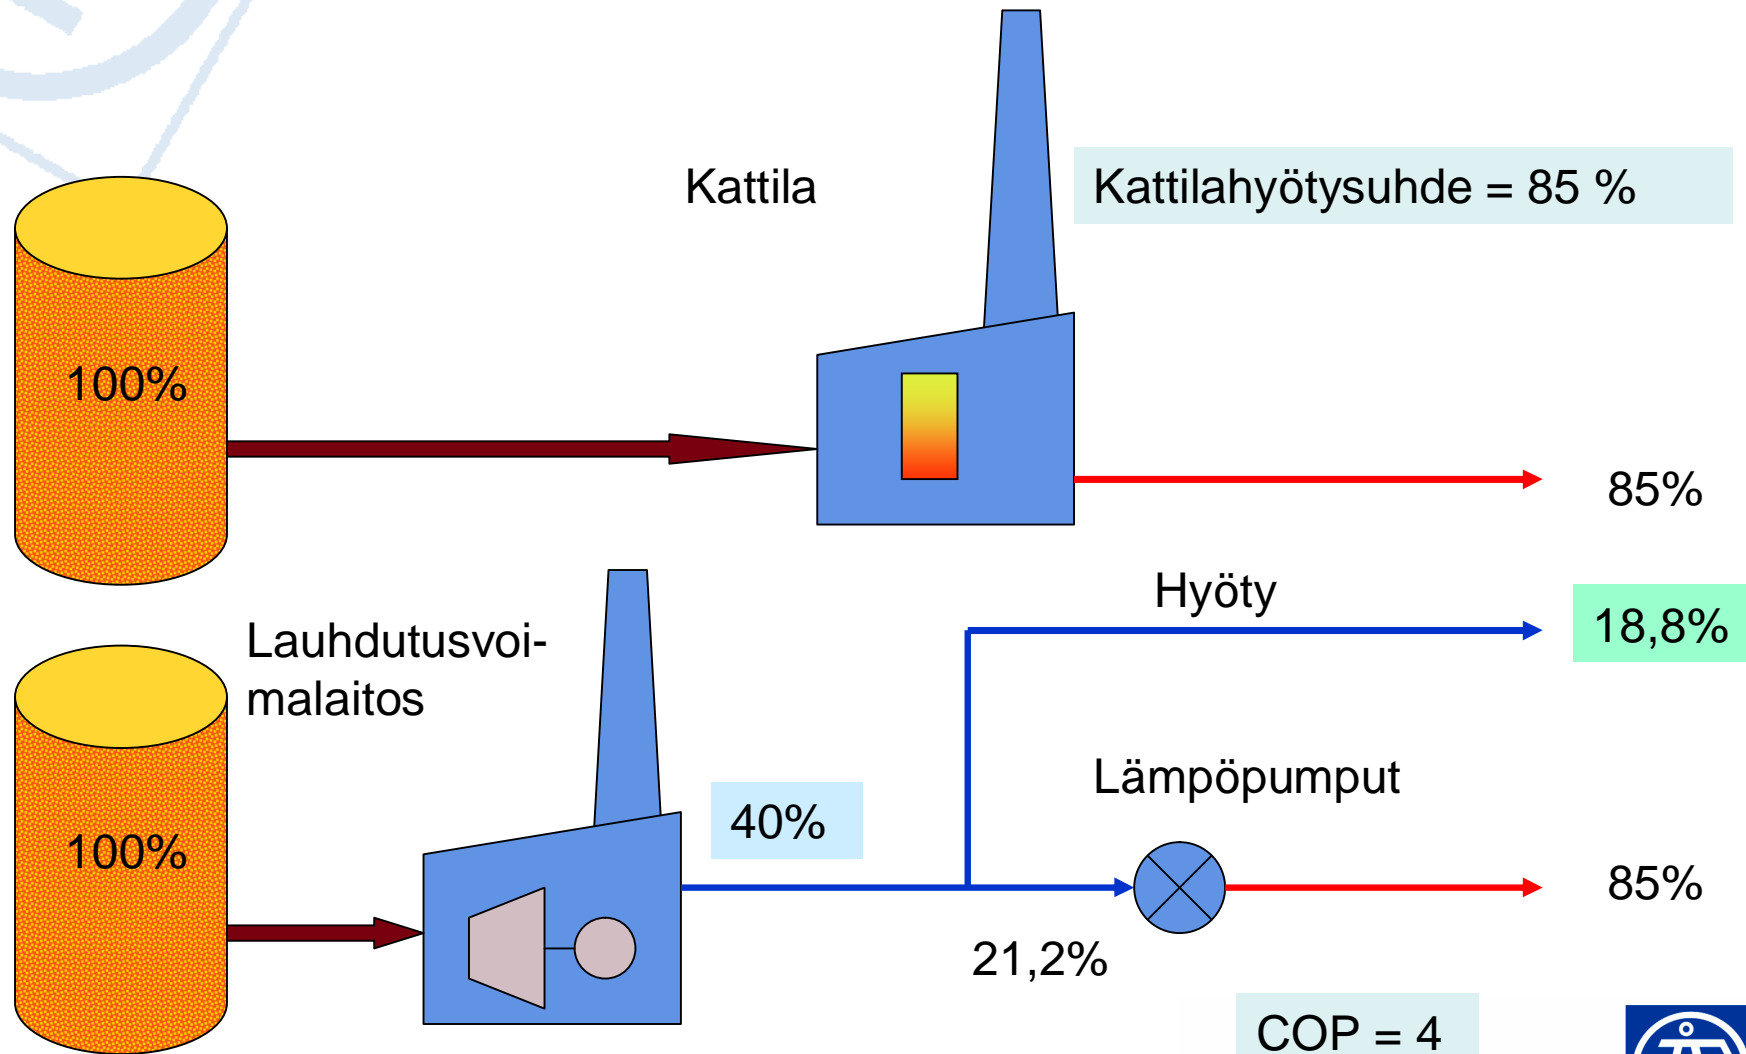 Kattila
Kattilahyötysuhde = 85 %
100%
85%
Hyöty
18,8%
Lauhdutusvoi-
malaitos
Lämpöpumput
40%
100%
85%
21,2%
COP = 4